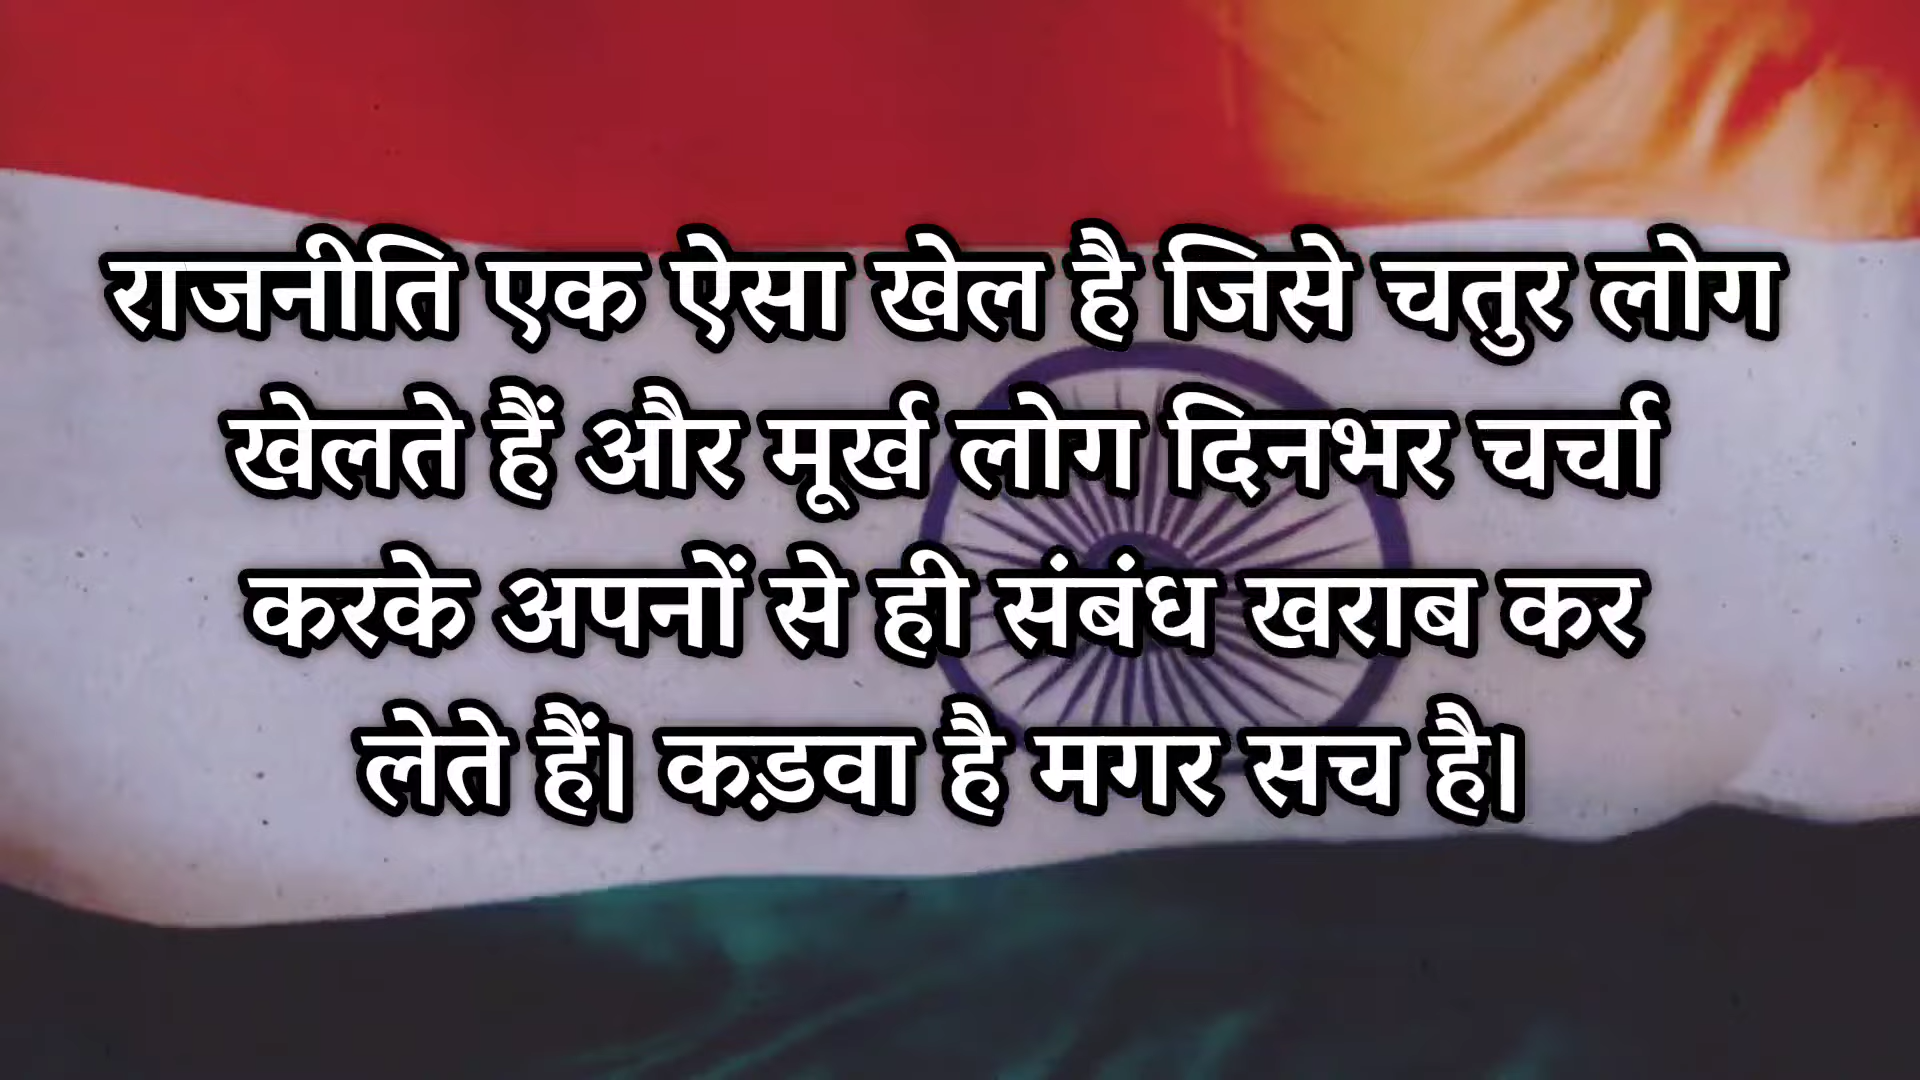 राजनीति एक ऐसा खेल है जिसे चतुर लोग
खेलते हैं और मूर्ख लोग दिनभर चर्चा
करके अपनों से ही संबंध खराब कर
लेते हैं। कड़वा है मगर सच है।